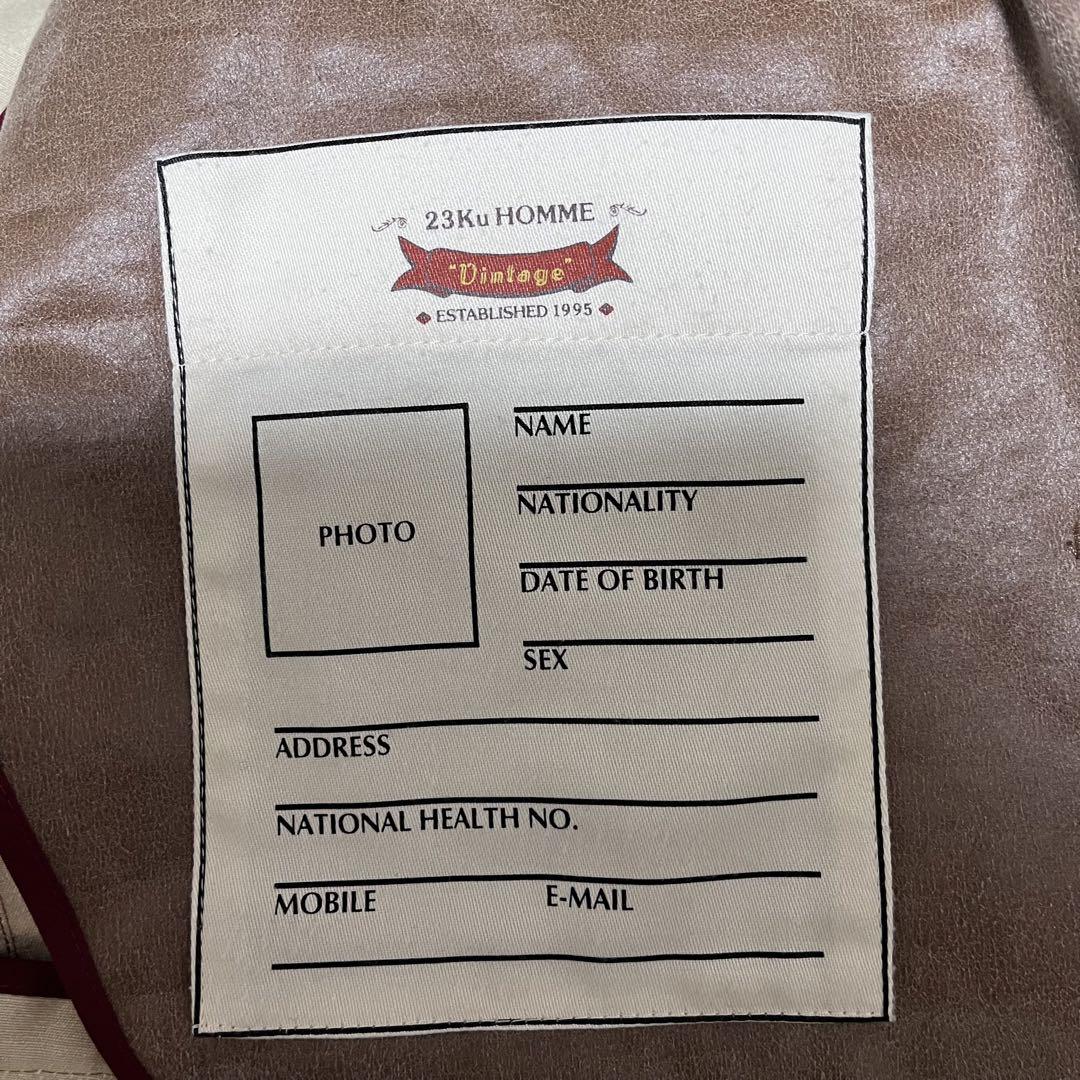 23Ku HOMME
"Vintage"
ESTABLISHED 1995
PHOTO
NAME
NATIONALITY
DATE OF BIRTH
SEX
ADDRESS
NATIONAL HEALTH NO.
MOBILE E-MAIL